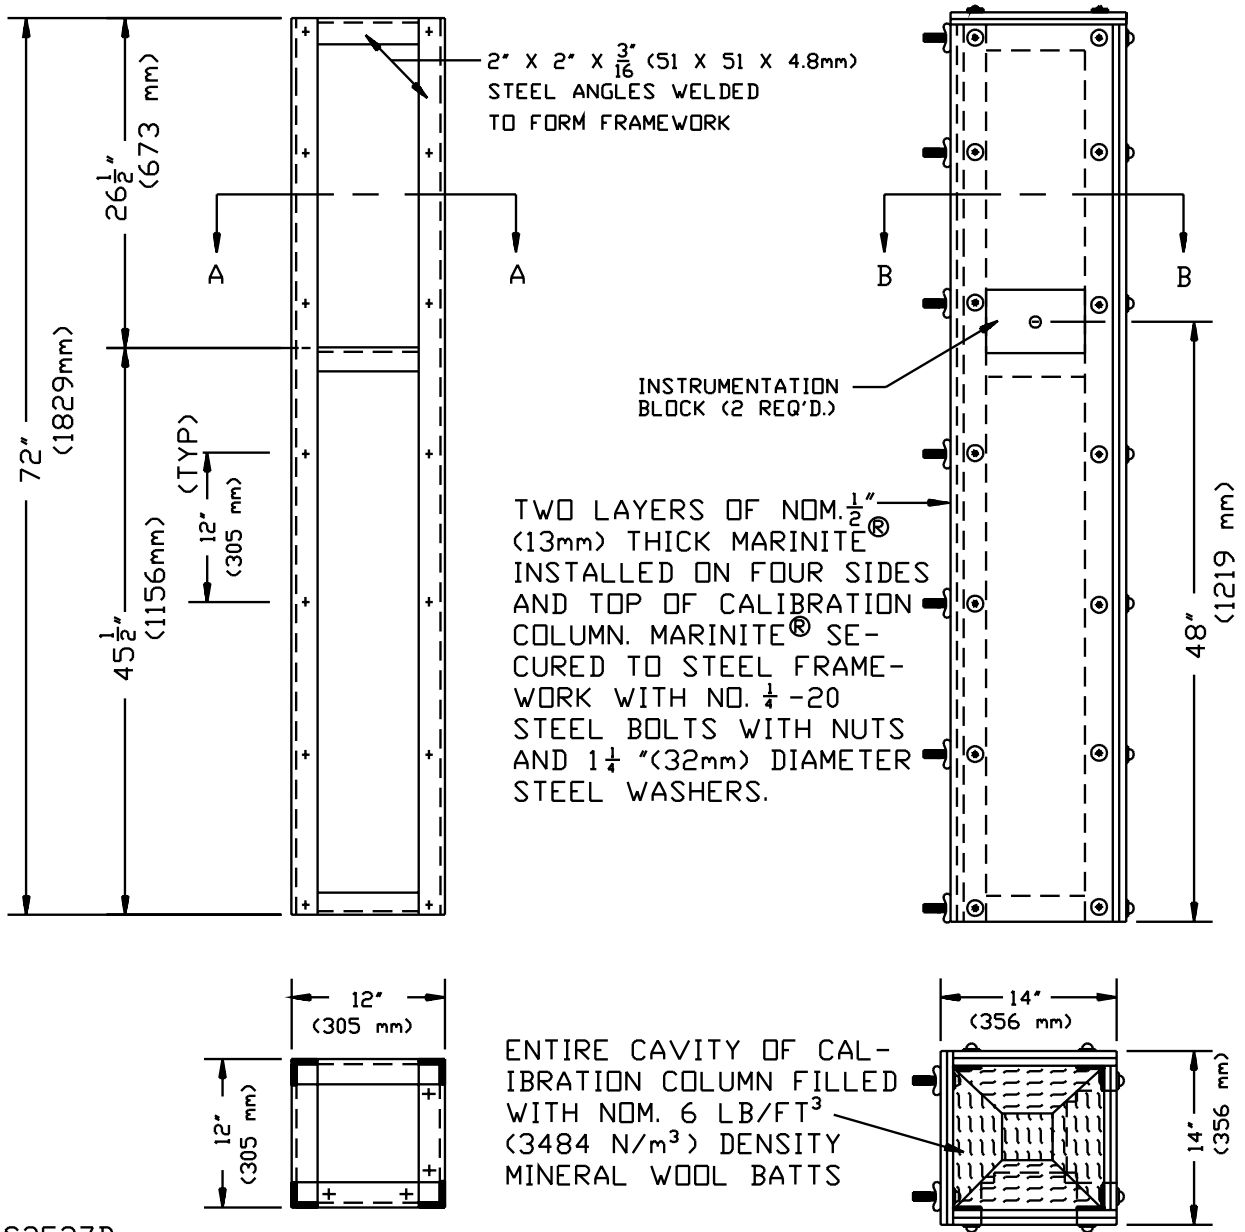 2" X 2" X 3/16" (51 X 51 X 4.8mm)
STEEL ANGLES WELDED
TO FORM FRAMEWORK
26 1/2"
(673 mm)
72"
(1829mm)
45 1/2"
(1156mm)
(TYP)
12"
(305 mm)
A
A
B
B
INSTRUMENTATION
BLOCK (2 REQ'D.)
TWO LAYERS OF NOM. 1/2"
(13mm) THICK MARINITE®
INSTALLED ON FOUR SIDES
AND TOP OF CALIBRATION
COLUMN. MARINITE® SE-
CURED TO STEEL FRAME-
WORK WITH NO. 1/4 -20
STEEL BOLTS WITH NUTS
AND 1 1/4 "(32mm) DIAMETER
STEEL WASHERS.
48"
(1219 mm)
12"
(305 mm)
12"
(305 mm)
ENTIRE CAVITY OF CAL-
IBRATION COLUMN FILLED
WITH NOM. 6 LB/FT³
(3484 N/m³) DENSITY
MINERAL WOOL BATTS
14"
(356 mm)
14"
(356 mm)